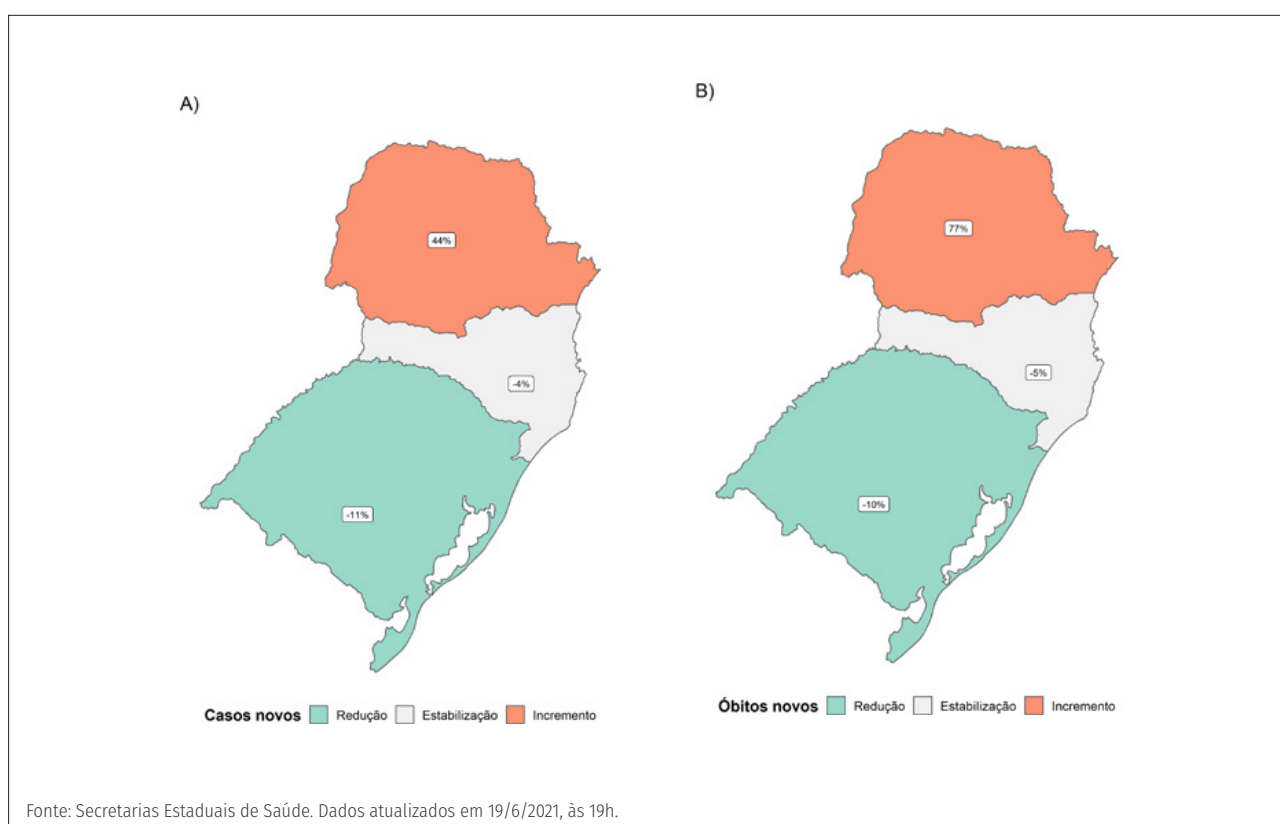 A)
44%
-4%
-11%
Casos novos Redução Estabilização Incremento
B)
77%
-5%
-10%
Óbitos novos Redução Estabilização Incremento
Fonte: Secretarias Estaduais de Saúde. Dados atualizados em 19/6/2021, às 19h.